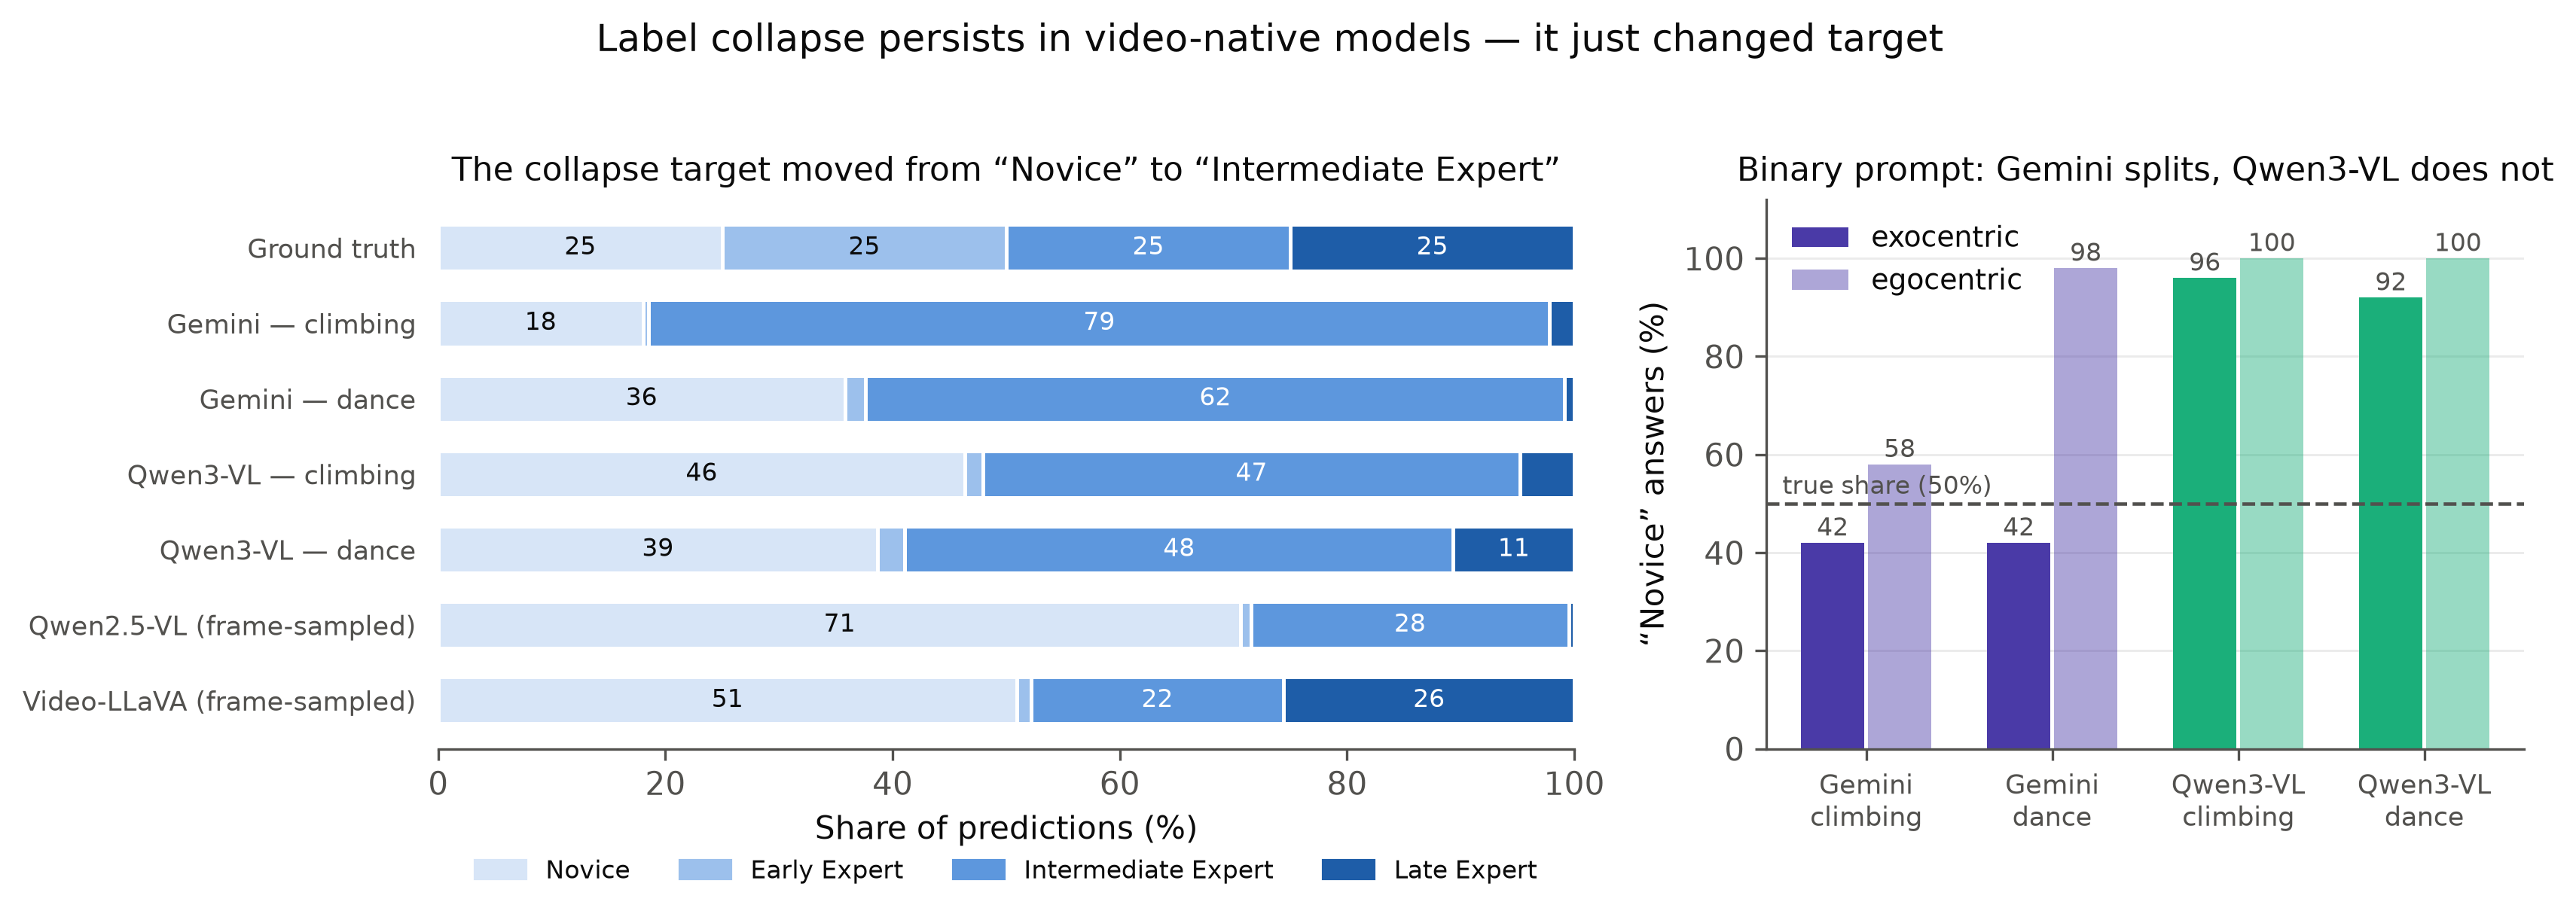 Label collapse persists in video-native models — it just changed target
The collapse target moved from “Novice” to “Intermediate Expert”
Ground truth
25
25
25
25
Gemini — climbing
18
79
Gemini — dance
36
62
Qwen3-VL — climbing
46
47
Qwen3-VL — dance
39
48
11
Qwen2.5-VL (frame-sampled)
71
28
Video-LLaVA (frame-sampled)
51
22
26
0
20
40
60
80
100
Share of predictions (%)
Novice
Early Expert
Intermediate Expert
Late Expert
Binary prompt: Gemini splits, Qwen3-VL does not
“Novice” answers (%)
100
80
60
40
20
0
exocentric
egocentric
true share (50%)
42
58
42
98
96
100
92
100
Gemini
climbing
Gemini
dance
Qwen3-VL
climbing
Qwen3-VL
dance